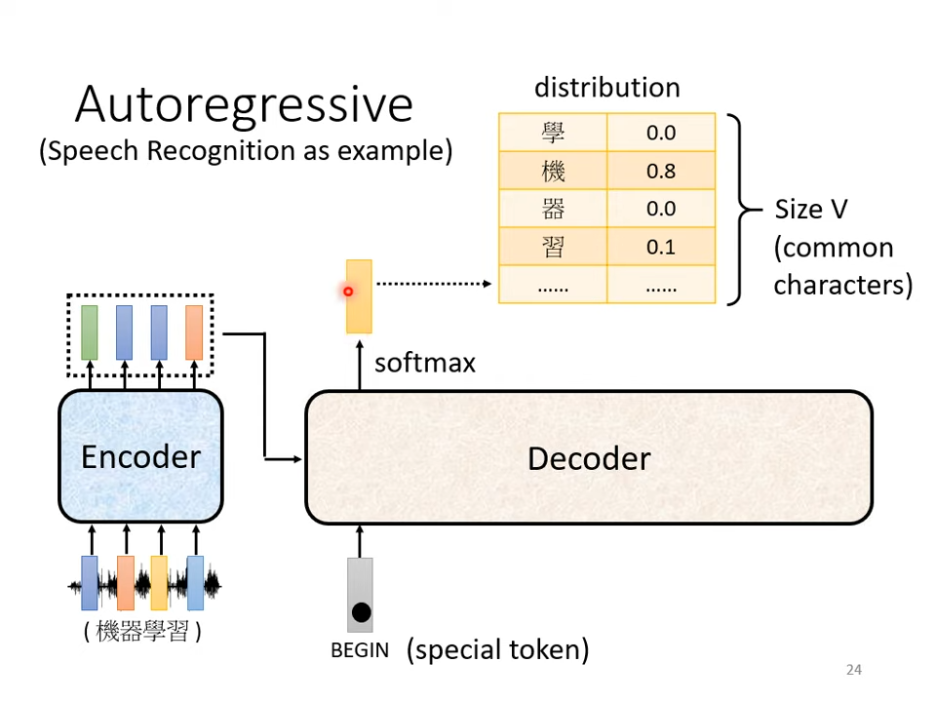 Autoregressive
(Speech Recognition as example)
distribution
學 0.0
機 0.8
器 0.0
習 0.1
...... ......
Size V
(common
characters)
softmax
Encoder
Decoder
( 機器學習 )
BEGIN (special token)
24